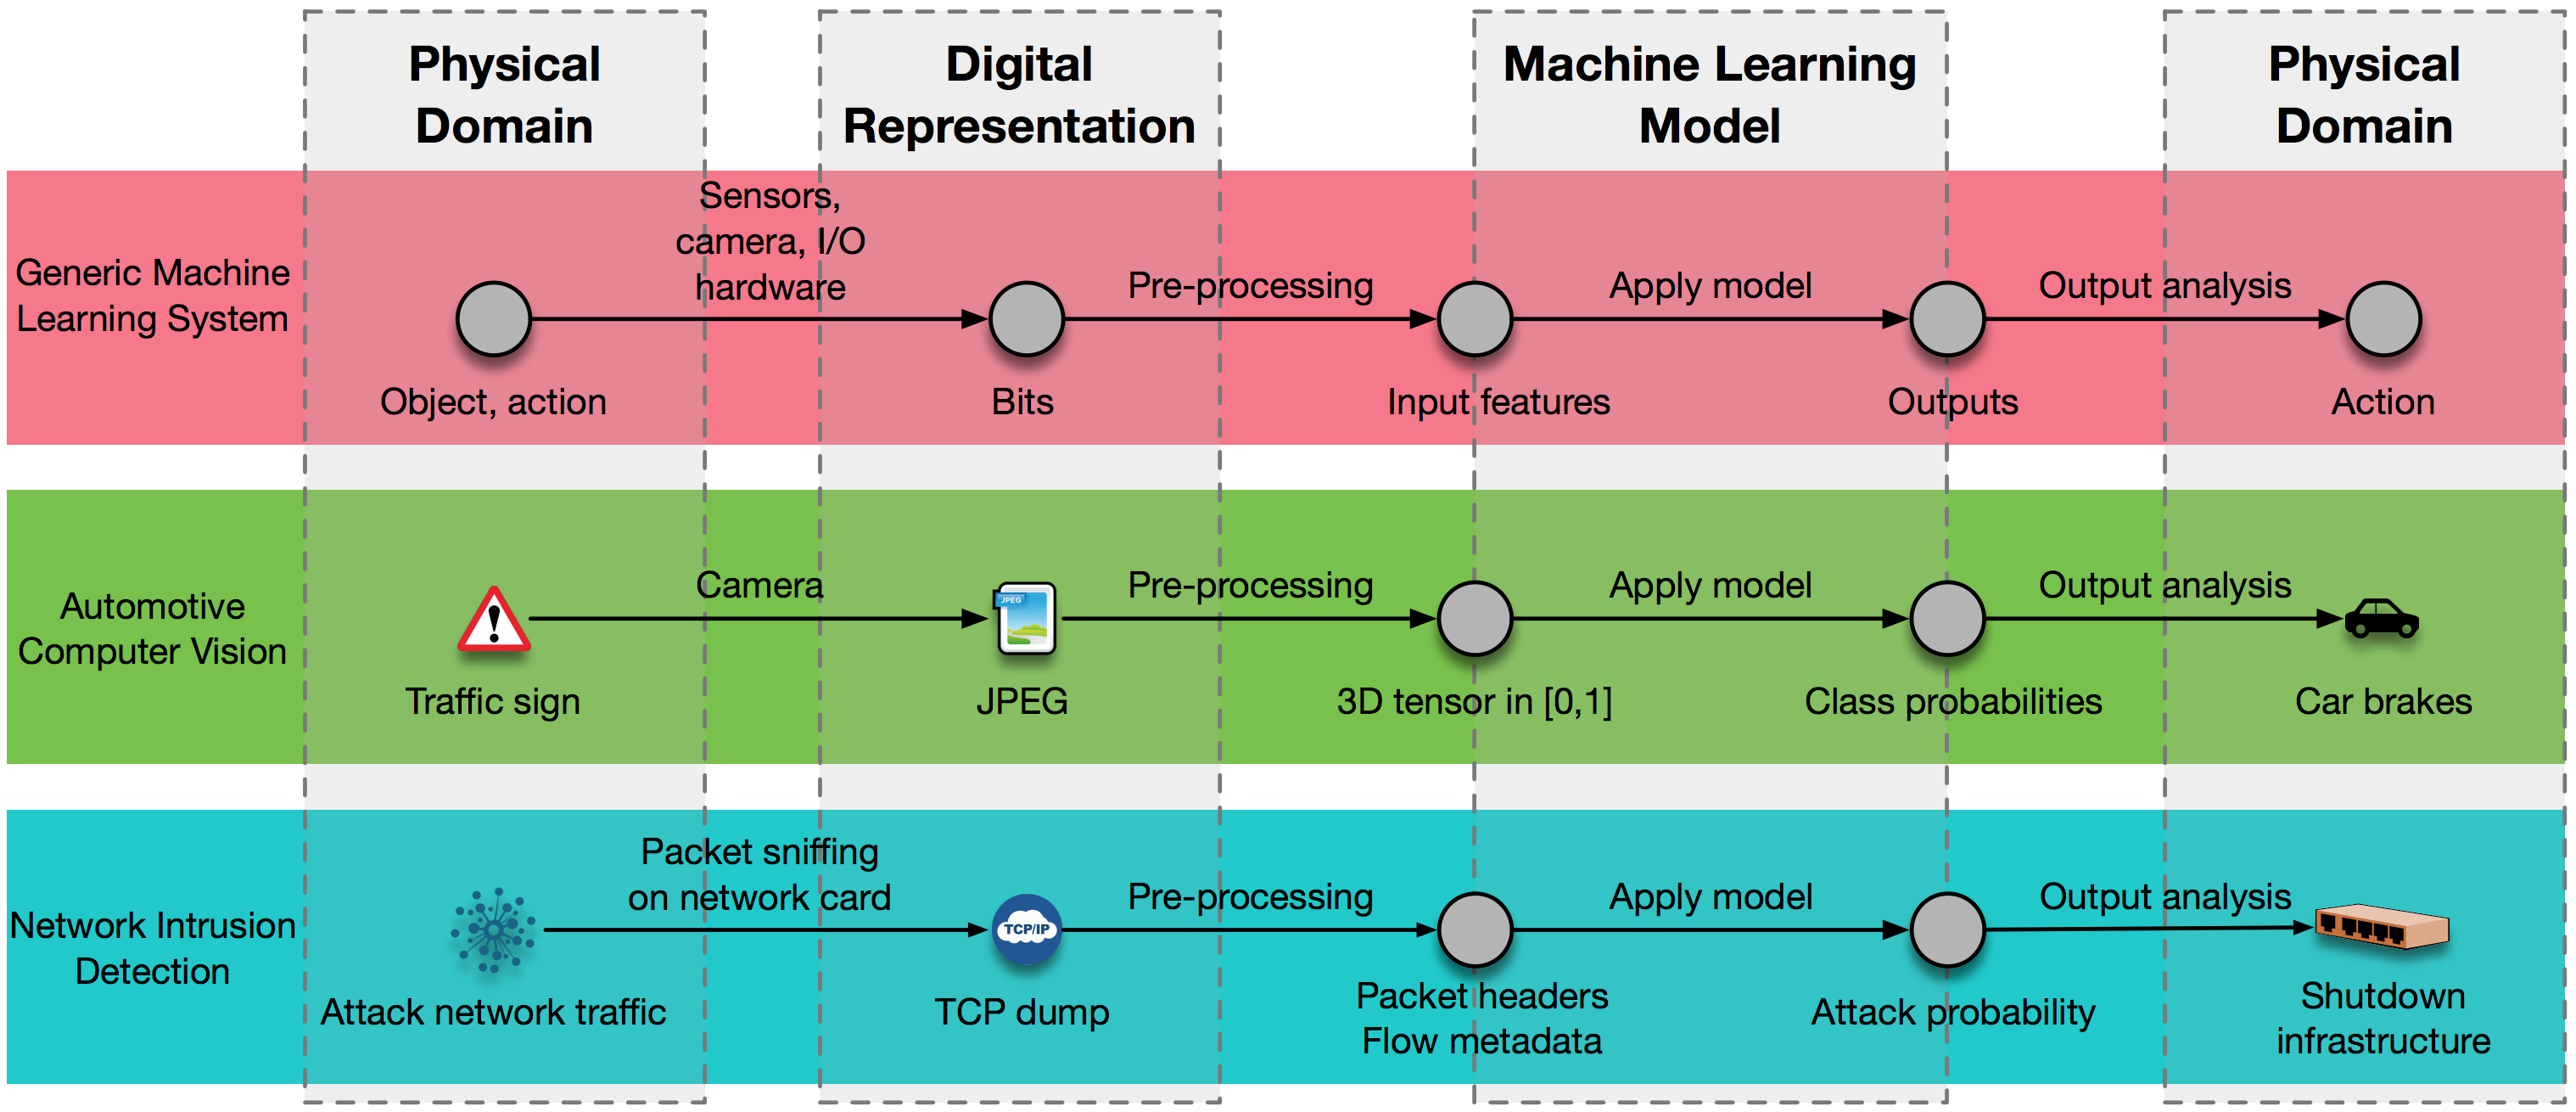 Physical
Domain
Digital
Representation
Machine Learning
Model
Physical
Domain
Generic Machine
Learning System
Sensors,
camera, I/O
hardware
Pre-processing
Apply model
Output analysis
Object, action
Bits
Input features
Outputs
Action
Automotive
Computer Vision
Camera
Pre-processing
Apply model
Output analysis
JPEG
Traffic sign
JPEG
3D tensor in [0,1]
Class probabilities
Car brakes
Network Intrusion
Detection
Packet sniffing
on network card
Pre-processing
Apply model
Output analysis
TCP/IP
Attack network traffic
TCP dump
Packet headers
Flow metadata
Attack probability
Shutdown
infrastructure